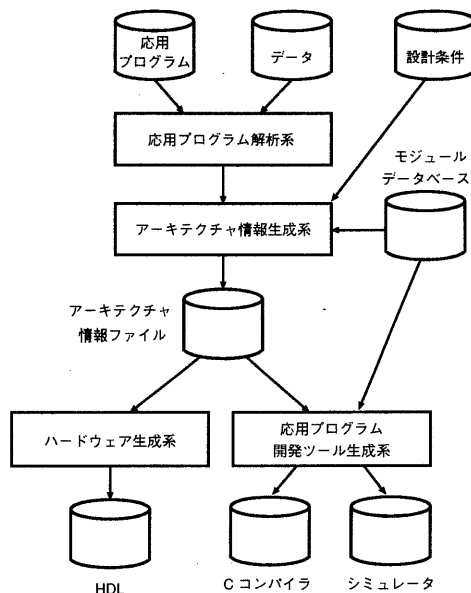 応用
プログラム
データ
設計条件
応用プログラム解析系
モジュール
データベース
アーキテクチャ情報生成系
アーキテクチャ
情報ファイル
ハードウェア生成系
応用プログラム
開発ツール生成系
HDL
C コンパイラ
シミュレータ